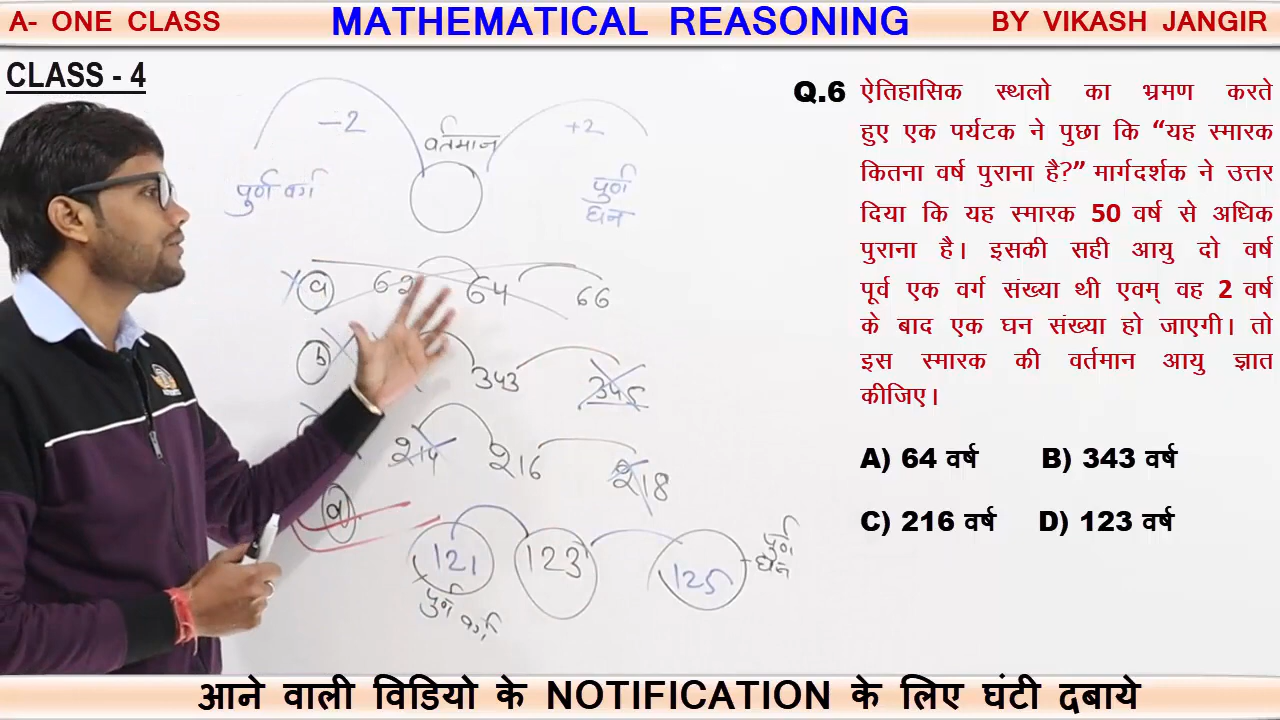 A- ONE CLASS
MATHEMATICAL REASONING
BY VIKASH JANGIR
CLASS - 4
-2
वर्तमान
+2
पुर्ण वर्ग
पुर्ण
घन
a 62 64 66
b 343 345
214 216 218
121 123 125
पुर्ण वर्ग
पुर्ण
घन
Q.6 ऐतिहासिक स्थलो का भ्रमण करते
हुए एक पर्यटक ने पुछा कि “यह स्मारक
कितना वर्ष पुराना है?” मार्गदर्शक ने उत्तर
दिया कि यह स्मारक 50 वर्ष से अधिक
पुराना है। इसकी सही आयु दो वर्ष
पूर्व एक वर्ग संख्या थी एवम् वह 2 वर्ष
के बाद एक घन संख्या हो जाएगी। तो
इस स्मारक की वर्तमान आयु ज्ञात
कीजिए।
A) 64 वर्ष B) 343 वर्ष
C) 216 वर्ष D) 123 वर्ष
आने वाली विडियो के NOTIFICATION के लिए घंटी दबाये